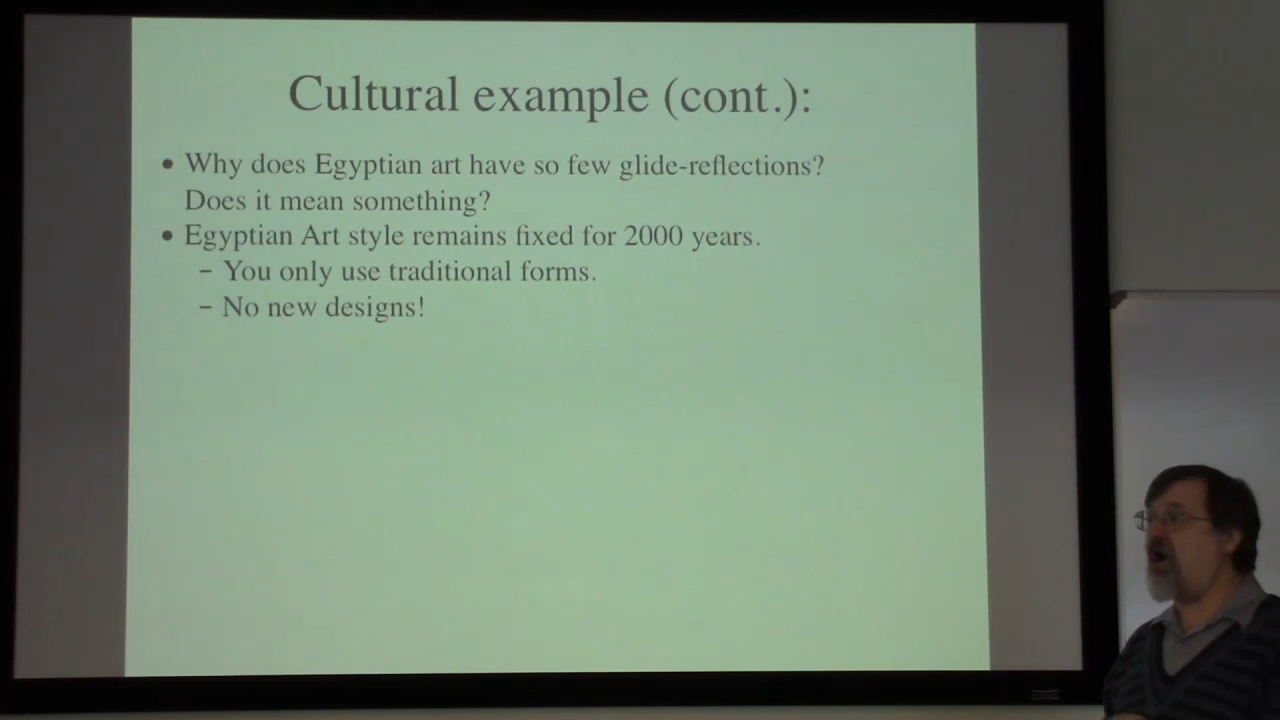 Cultural example (cont.):
• Why does Egyptian art have so few glide-reflections?
Does it mean something?
• Egyptian Art style remains fixed for 2000 years.
– You only use traditional forms.
– No new designs!